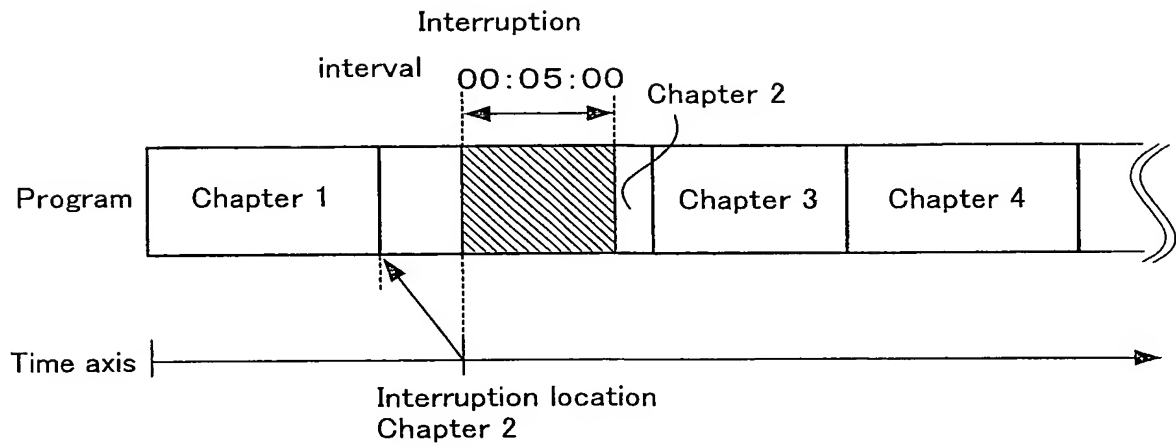 Interruption
interval 00:05:00
Chapter 2
Program
Chapter 1
Chapter 3
Chapter 4
Time axis
Interruption location
Chapter 2